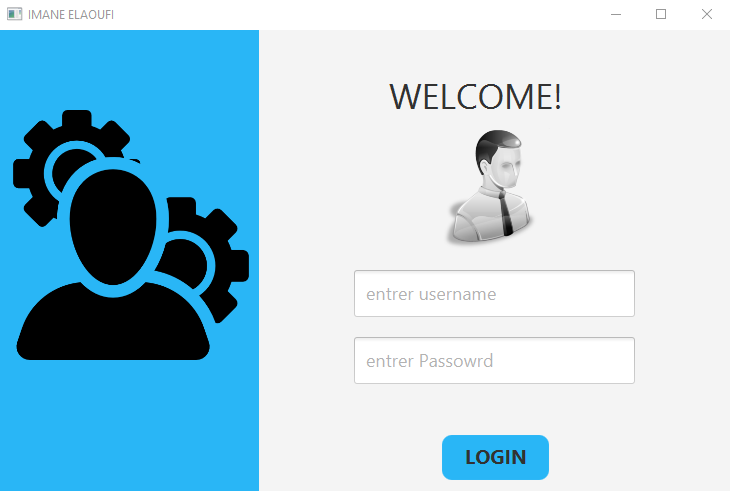 IMANE ELAOUFI
WELCOME!
entrer username
entrer Passowrd
LOGIN